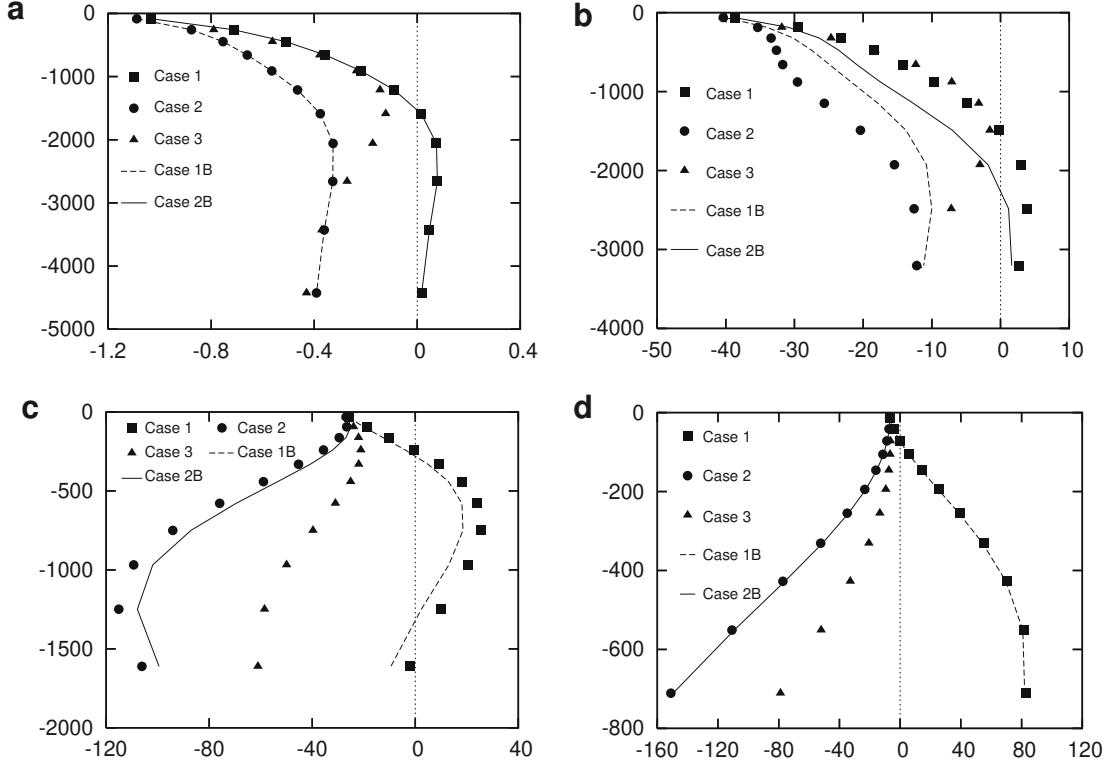 a
0
-1000
-2000
-3000
-4000
-5000
-1.2 -0.8 -0.4 0 0.4
Case 1
Case 2
Case 3
Case 1B
Case 2B
b
0
-1000
-2000
-3000
-4000
-50 -40 -30 -20 -10 0 10
Case 1
Case 2
Case 3
Case 1B
Case 2B
c
0
-500
-1000
-1500
-2000
-120 -80 -40 0 40
Case 1 Case 2
Case 3 Case 1B
Case 2B
d
0
-200
-400
-600
-800
-160 -120 -80 -40 0 40 80 120
Case 1
Case 2
Case 3
Case 1B
Case 2B